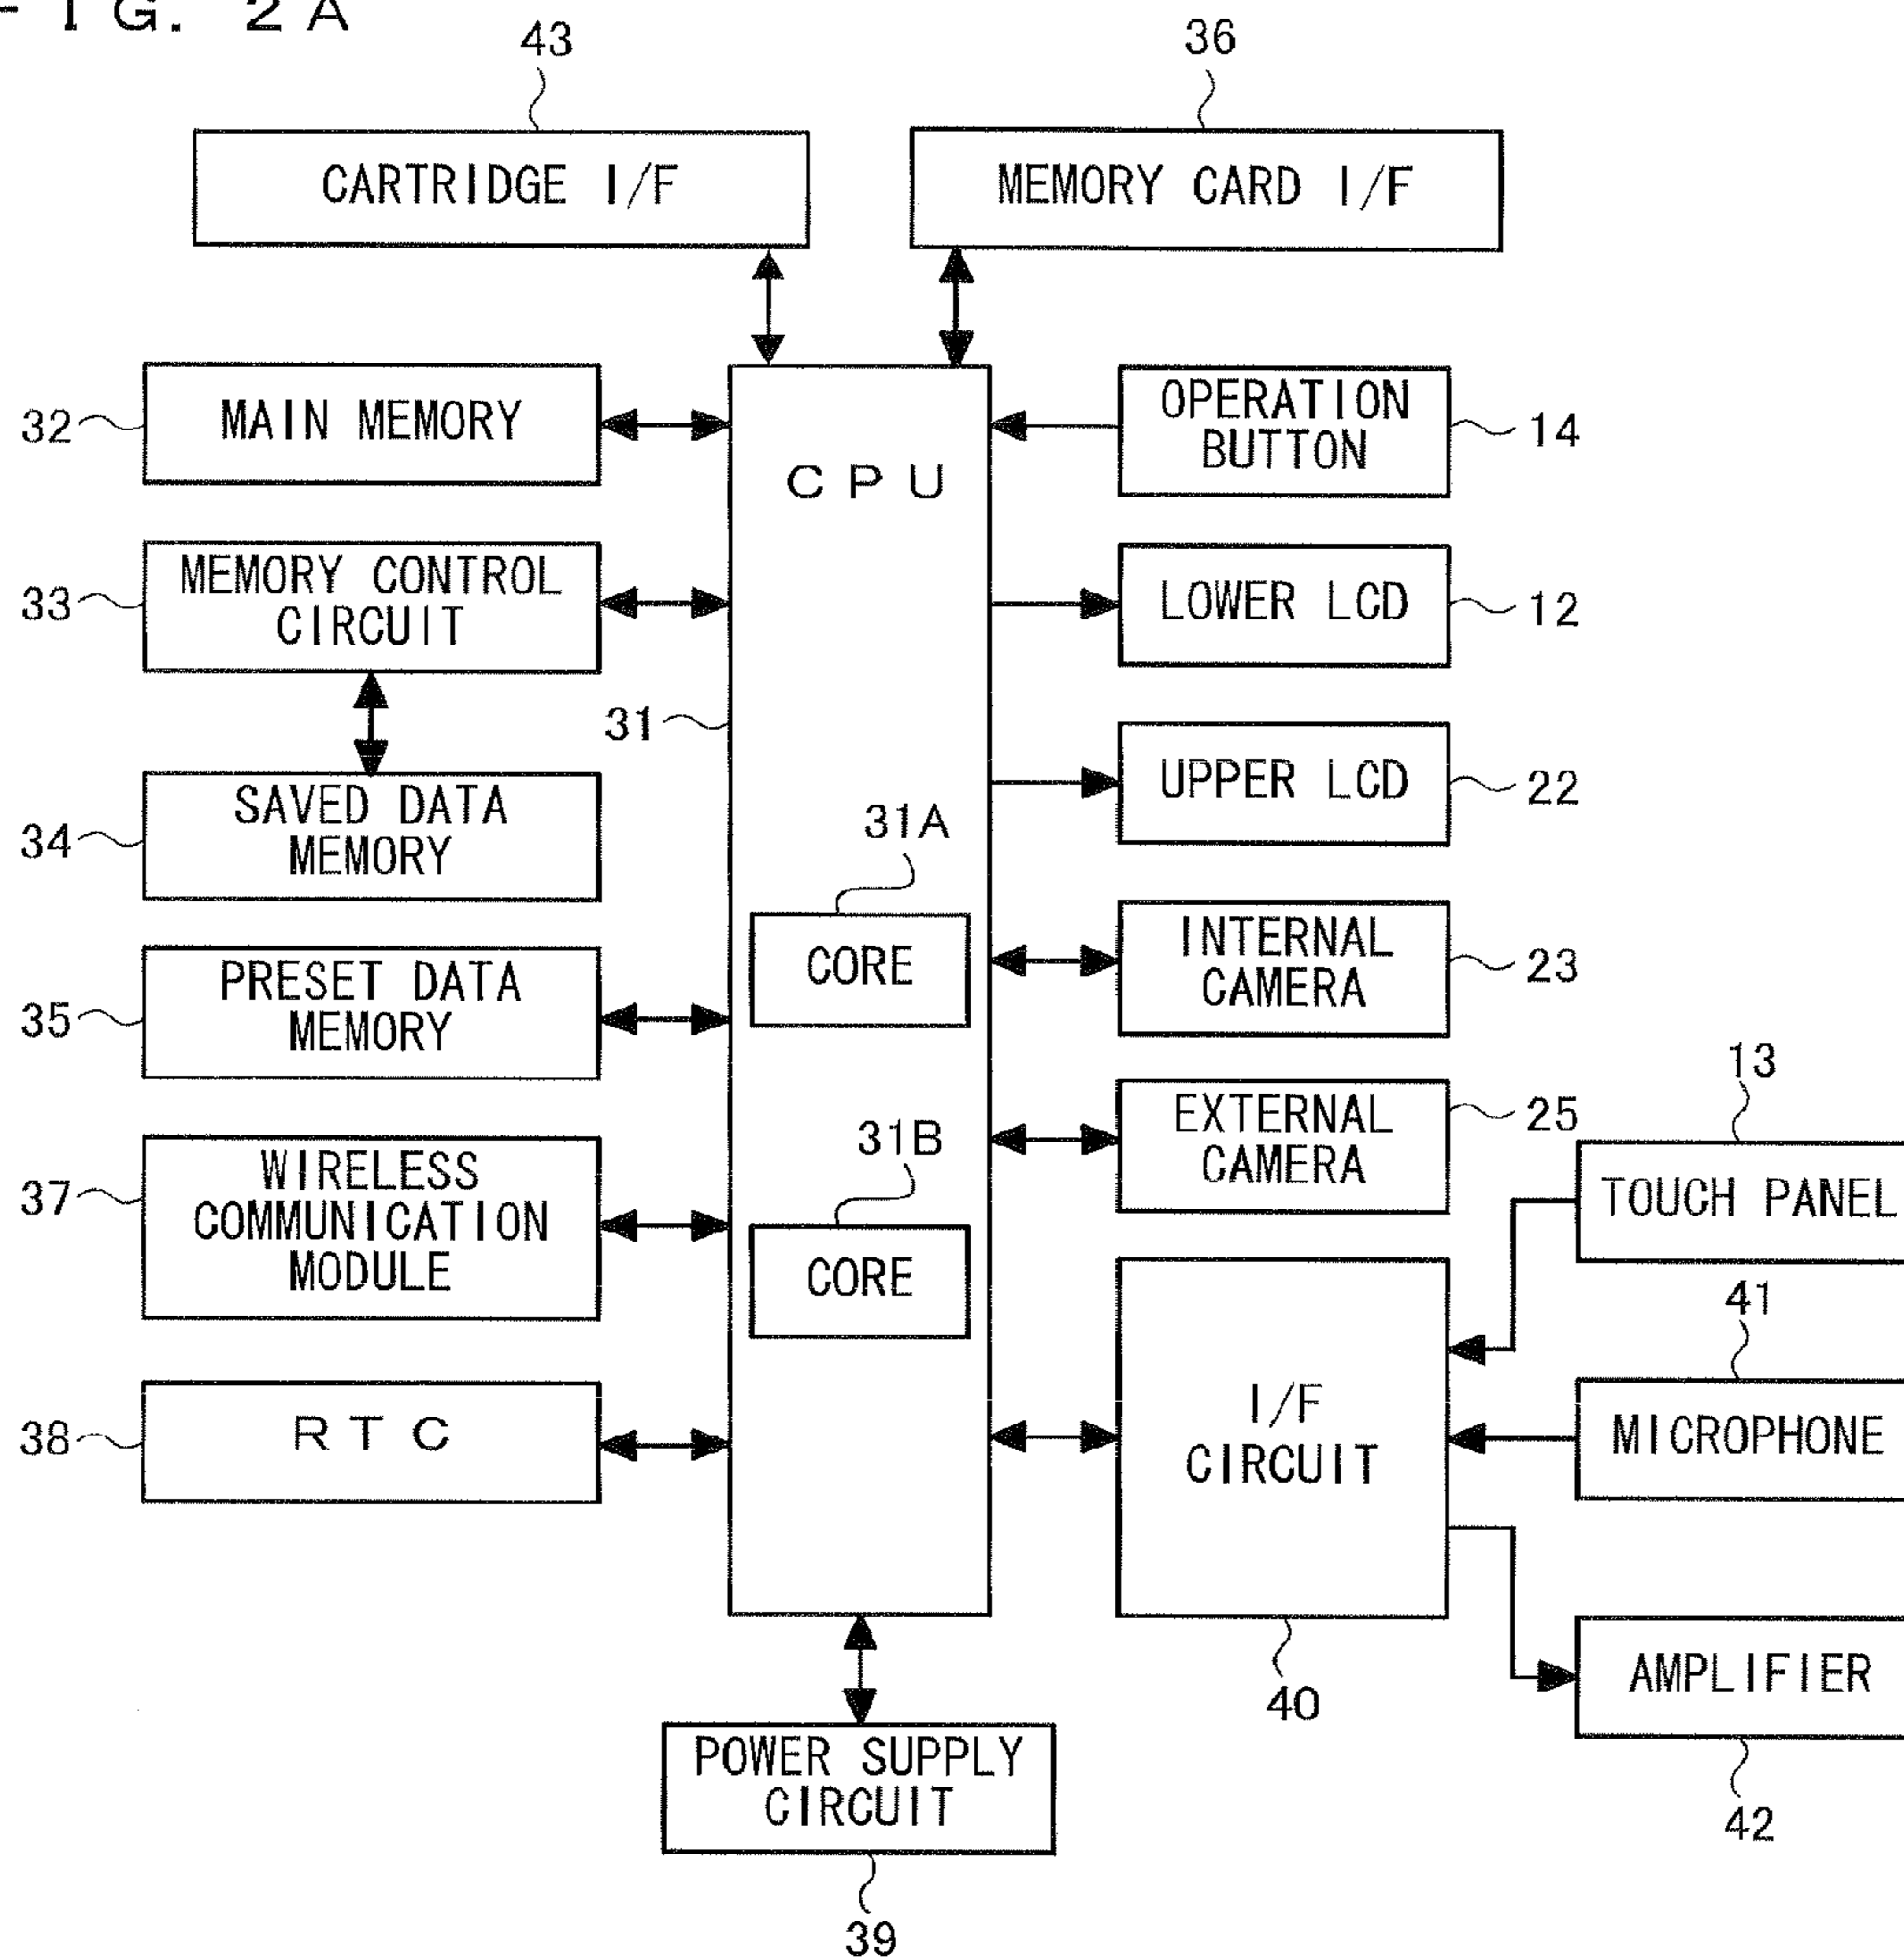 FIG. 2A
43
36
CARTRIDGE I/F
MEMORY CARD I/F
32
MAIN MEMORY
CPU
OPERATION
BUTTON
14
33
MEMORY CONTROL
CIRCUIT
LOWER LCD
12
31
34
SAVED DATA
MEMORY
UPPER LCD
22
31A
CORE
35
PRESET DATA
MEMORY
INTERNAL
CAMERA
23
31B
CORE
37
WIRELESS
COMMUNICATION
MODULE
EXTERNAL
CAMERA
25
13
TOUCH PANEL
38
RTC
I/F
CIRCUIT
40
41
MICROPHONE
AMPLIFIER
42
POWER SUPPLY
CIRCUIT
39